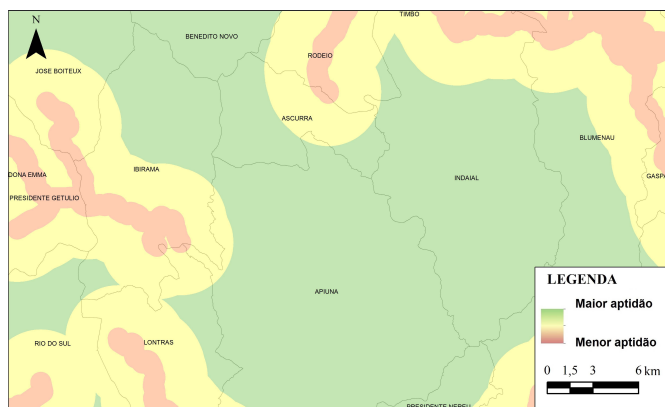 TIMBO
N
BENEDITO NOVO
RODEIO
JOSE BOITEUX
ASCURRA
BLUMENAU
IBIRAMA
DONA EMMA
INDAIAL
GASPA
PRESIDENTE GETULIO
APIUNA
LEGENDA
Maior aptidão
Menor aptidão
RIO DO SUL
LONTRAS
0 1,5 3 6 km
PRESIDENTE NEREU